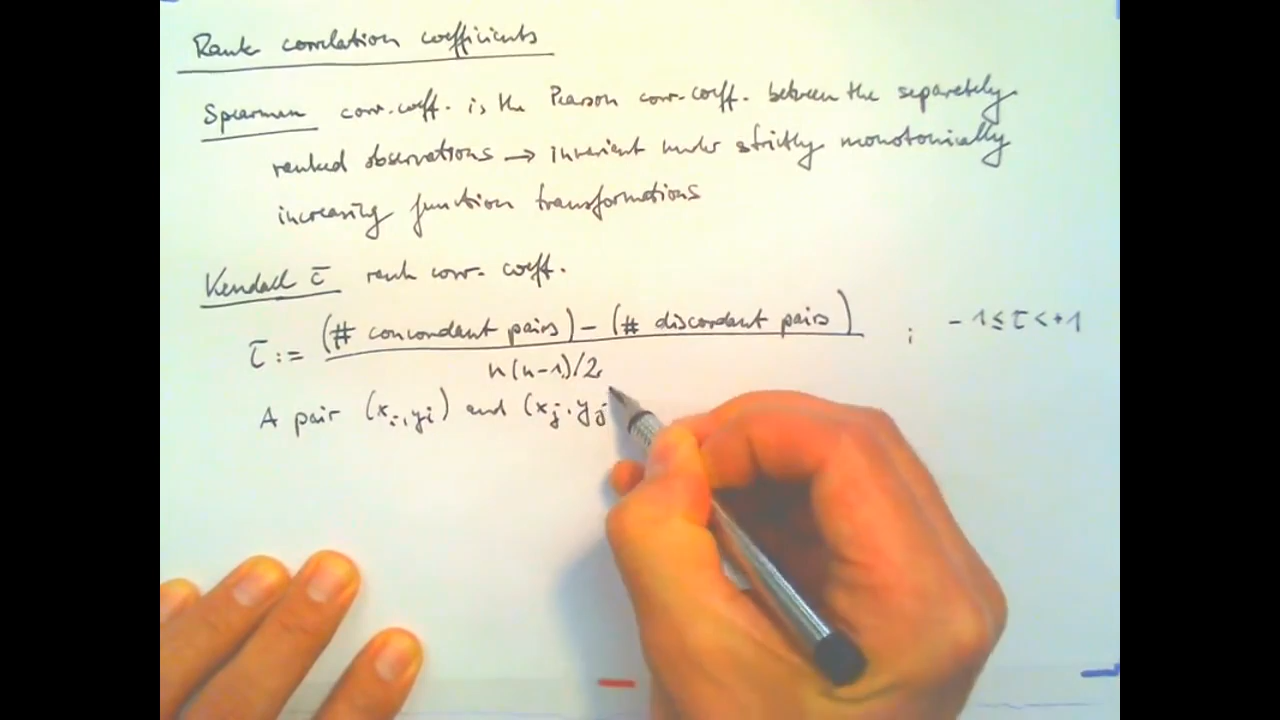 Rank correlation coefficients
Spearman corr.coeff. is the Pearson corr.coeff. between the separately
ranked observations → invariant under strictly monotonically
increasing function transformations
Kendall τ rank corr. coeff.
τ := (# concordant pairs) - (# discordant pairs) ; -1 ≤ τ < +1
n(n-1)/2
A pair (xi, yi) and (xj, yj